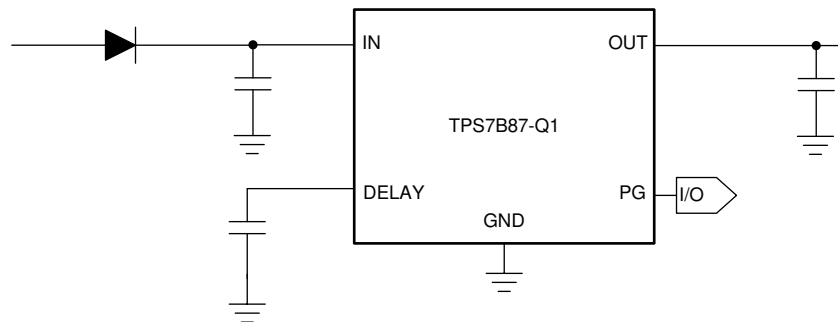 IN
OUT
TPS7B87-Q1
DELAY
PG
I/O
GND